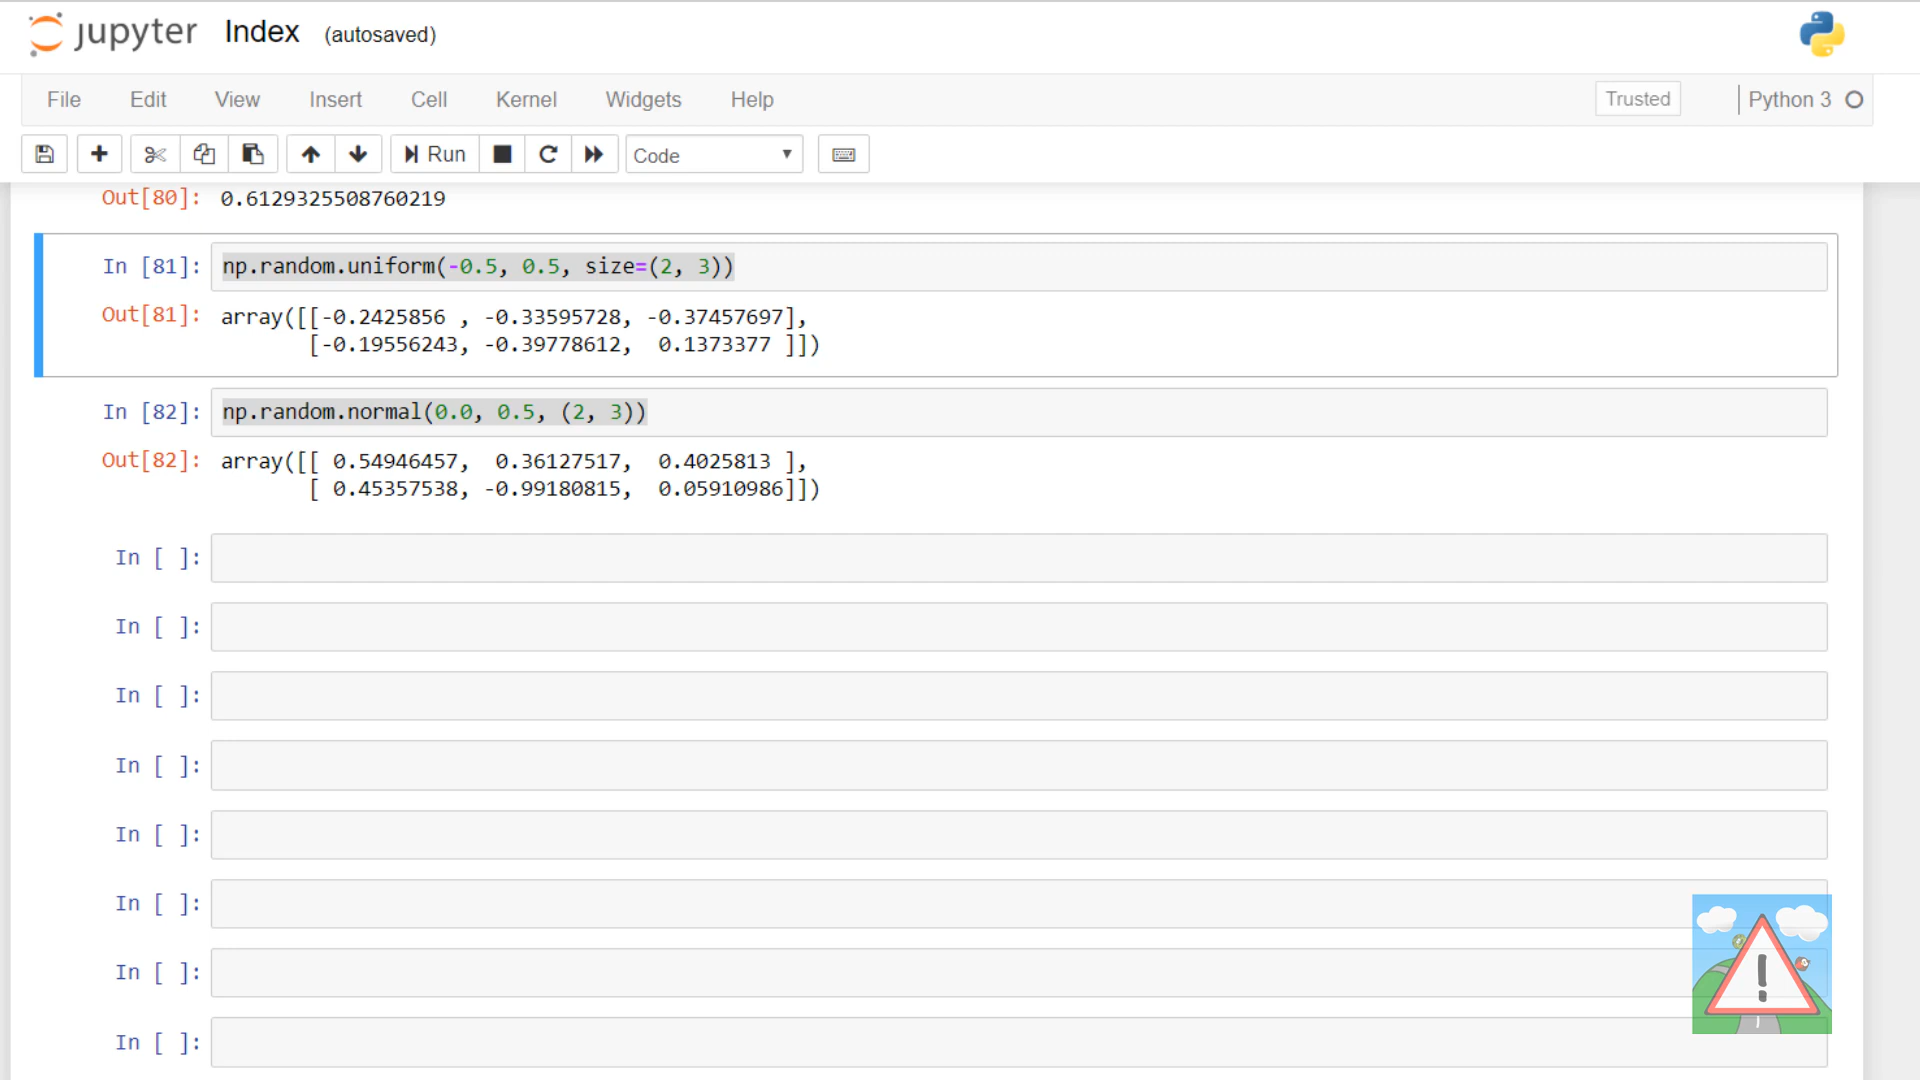 jupyter Index (autosaved)
File Edit View Insert Cell Kernel Widgets Help Trusted Python 3
Run Code
Out[80]: 0.6129325508760219
In [81]: np.random.uniform(-0.5, 0.5, size=(2, 3))
Out[81]: array([[-0.2425856 , -0.33595728, -0.37457697],
[-0.19556243, -0.39778612,  0.1373377 ]])
In [82]: np.random.normal(0.0, 0.5, (2, 3))
Out[82]: array([[ 0.54946457,  0.36127517,  0.4025813 ],
[ 0.45357538, -0.99180815,  0.05910986]])
In [ ]:
In [ ]:
In [ ]:
In [ ]:
In [ ]:
In [ ]:
In [ ]:
In [ ]:
!